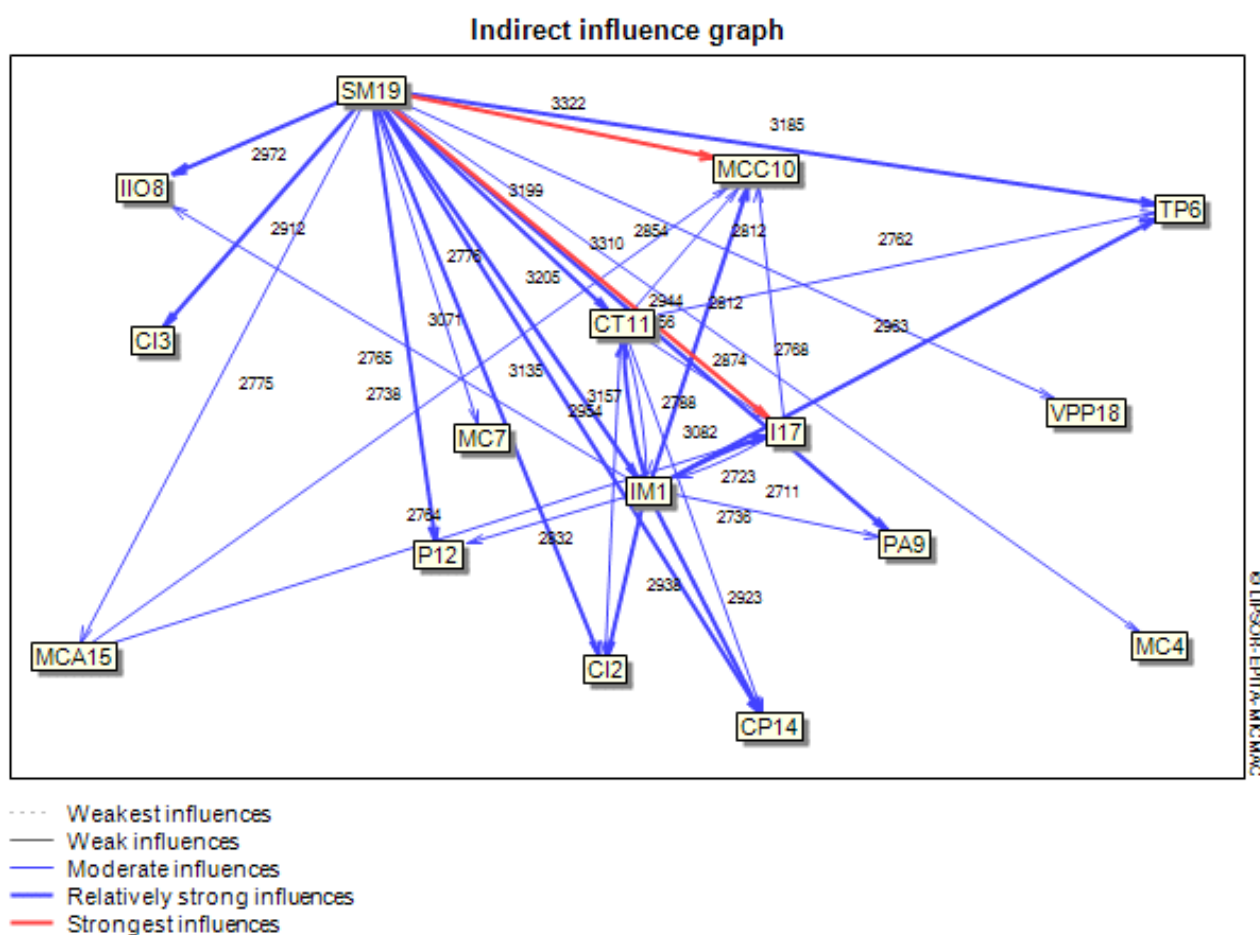 Indirect influence graph
SM19
3322
3185
2972
MCC10
IIO8
3199
TP6
2912
2854
2812
3310
2762
2776
3205
2944
2812
CT11
56
3071
2963
CI3
2765
2768
2874
2775
3135
2738
3157
2788
2954
VPP18
MC7
3082
I17
2723
IM1
2711
2764
2736
P12
2832
PA9
2938
2923
MCA15
CI2
MC4
CP14
© LIPSOR-EPITA-MICMAC
Weakest influences
Weak influences
Moderate influences
Relatively strong influences
Strongest influences